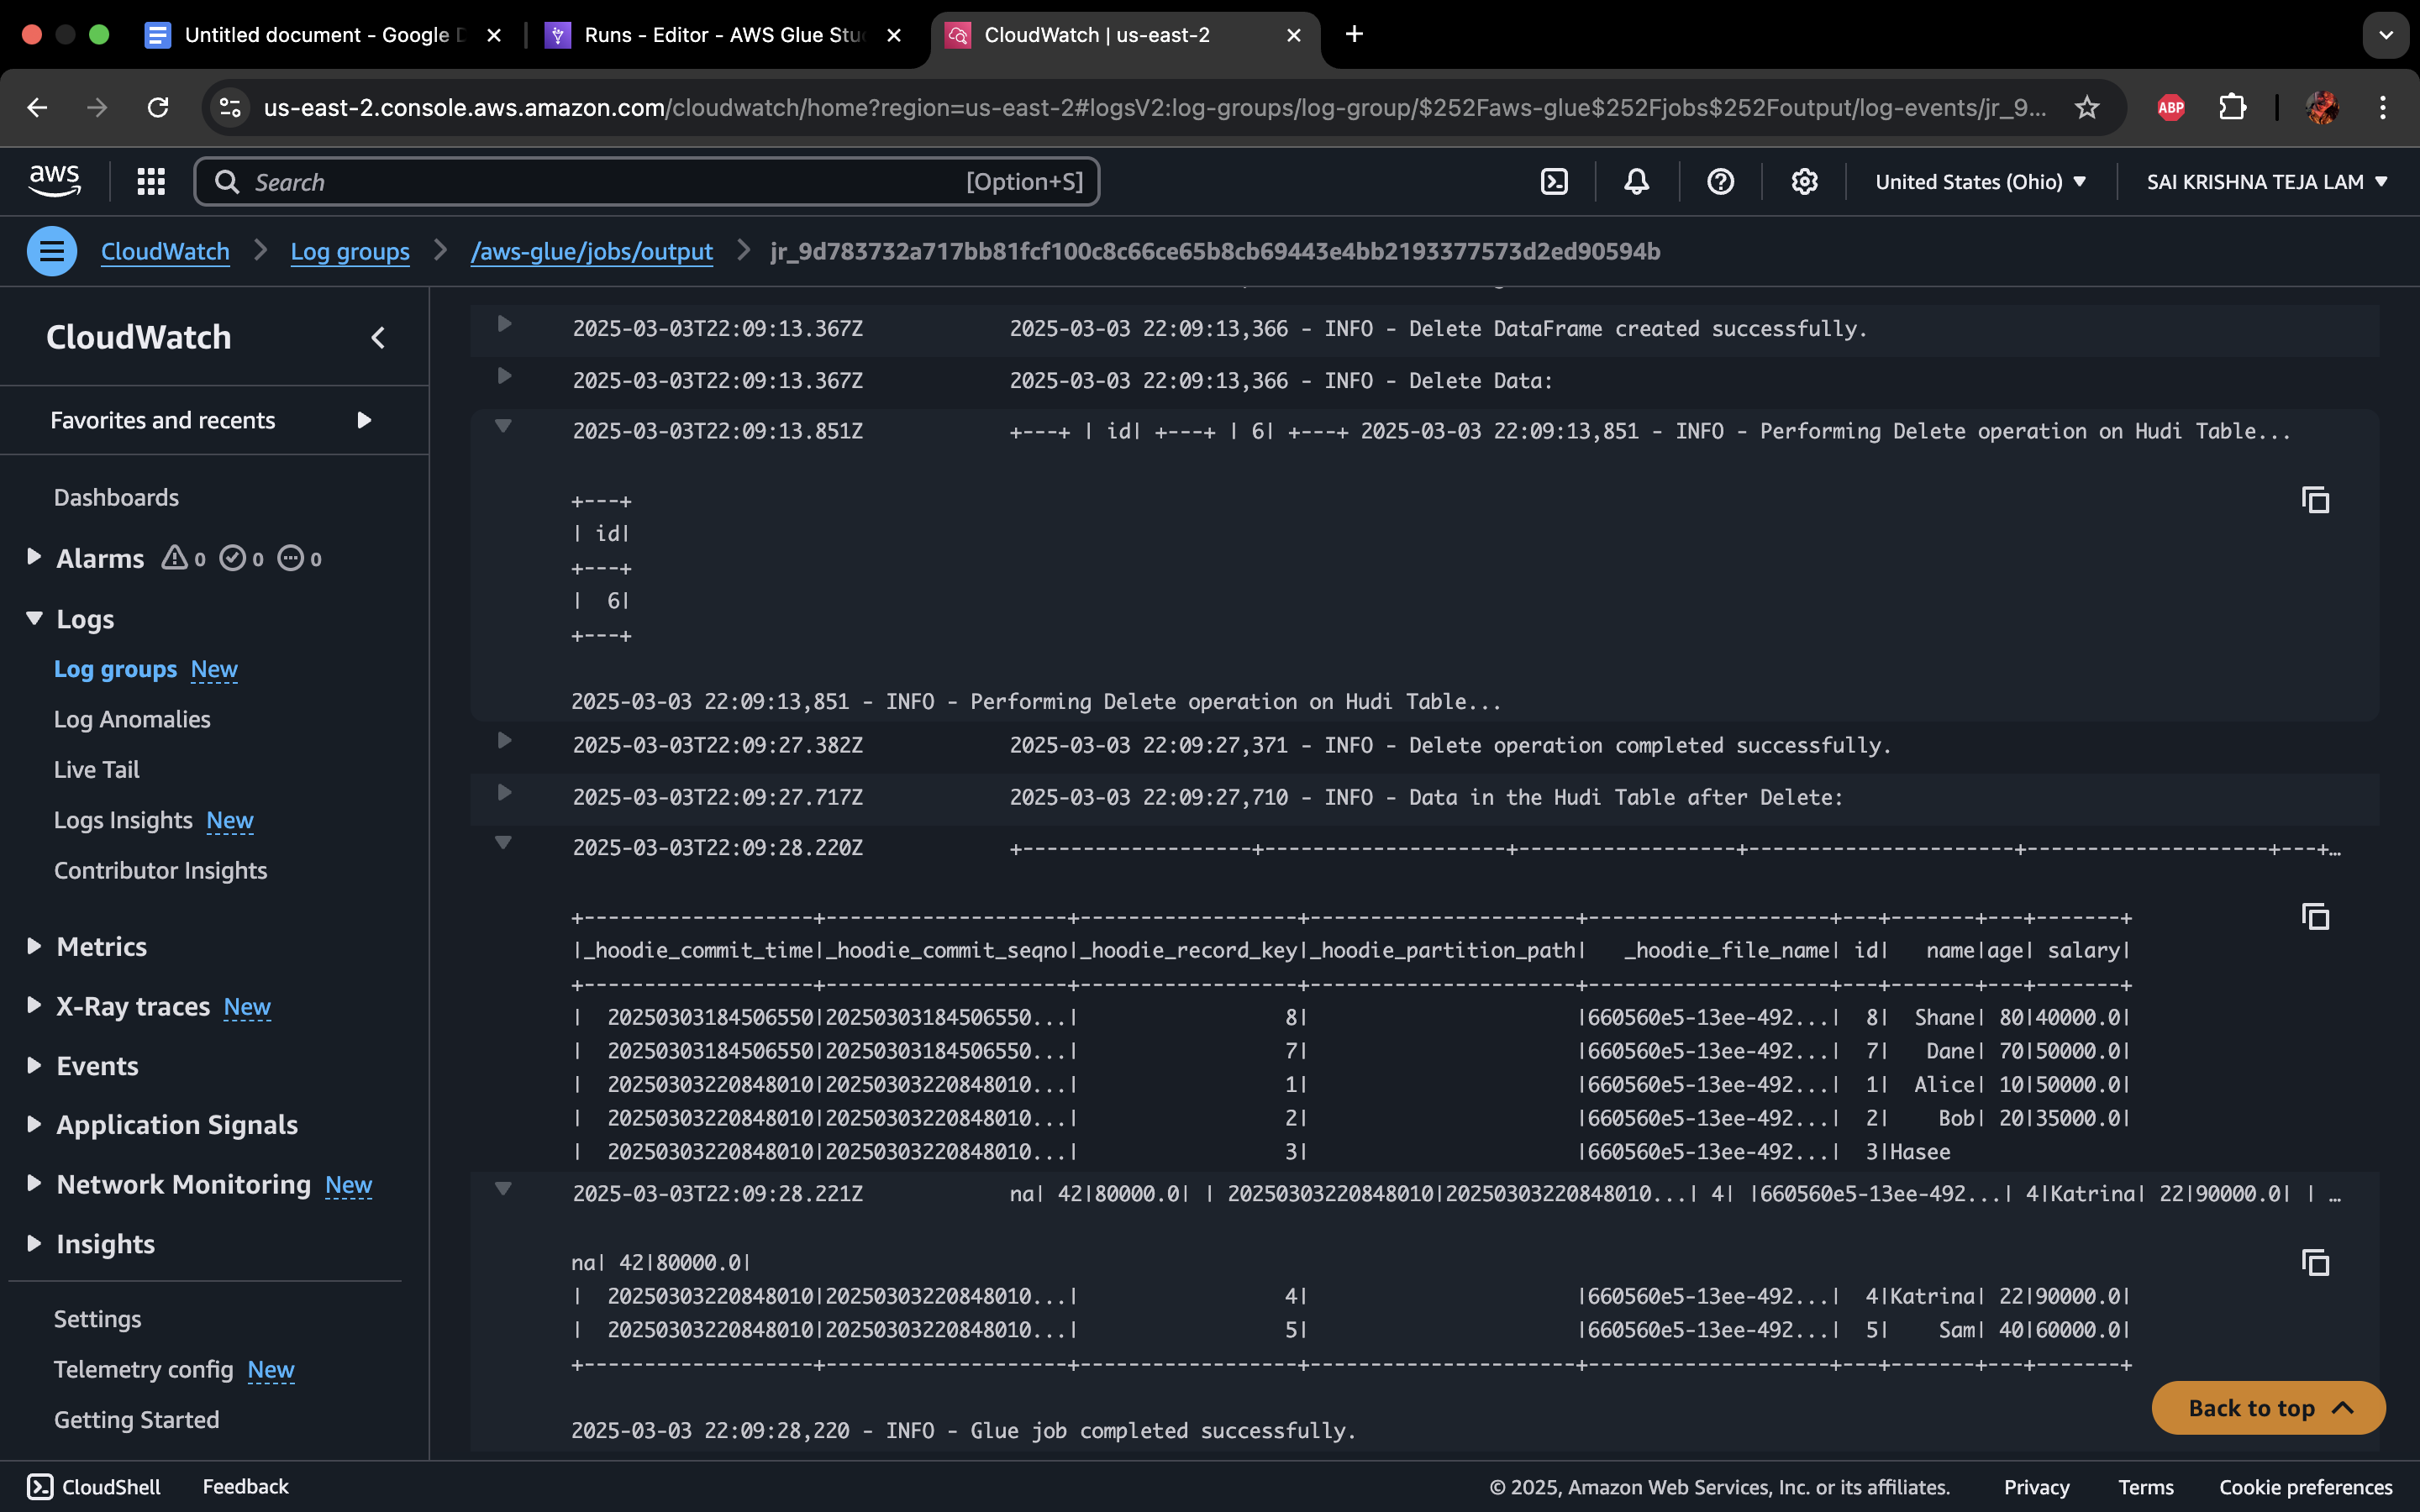 Untitled document - Google D
Runs - Editor - AWS Glue Stu
CloudWatch | us-east-2
us-east-2.console.aws.amazon.com/cloudwatch/home?region=us-east-2#logsV2:log-groups/log-group/$252Faws-glue$252Fjobs$252Foutput/log-events/jr_9...
ABP
aws
Search [Option+S]
United States (Ohio)
SAI KRISHNA TEJA LAM
CloudWatch
Log groups
/aws-glue/jobs/output
jr_9d783732a717bb81fcf100c8c66ce65b8cb69443e4bb2193377573d2ed90594b
CloudWatch
Favorites and recents
Dashboards
Alarms 0 0 0
Logs
Log groups New
Log Anomalies
Live Tail
Logs Insights New
Contributor Insights
Metrics
X-Ray traces New
Events
Application Signals
Network Monitoring New
Insights
Settings
Telemetry config New
Getting Started
2025-03-03T22:09:13.367Z 2025-03-03 22:09:13,366 - INFO - Delete DataFrame created successfully.
2025-03-03T22:09:13.367Z 2025-03-03 22:09:13,366 - INFO - Delete Data:
2025-03-03T22:09:13.851Z +---+ | id| +---+ | 6| +---+ 2025-03-03 22:09:13,851 - INFO - Performing Delete operation on Hudi Table...
+---+
| id|
+---+
|  6|
+---+
2025-03-03 22:09:13,851 - INFO - Performing Delete operation on Hudi Table...
2025-03-03T22:09:27.382Z 2025-03-03 22:09:27,371 - INFO - Delete operation completed successfully.
2025-03-03T22:09:27.717Z 2025-03-03 22:09:27,710 - INFO - Data in the Hudi Table after Delete:
2025-03-03T22:09:28.220Z +-------------------+--------------------+------------------+----------------------+--------------------+---+…
+-------------------+--------------------+------------------+----------------------+--------------------+---+-------+---+-------+
|_hoodie_commit_time|_hoodie_commit_seqno|_hoodie_record_key|_hoodie_partition_path|   _hoodie_file_name| id|   name|age| salary|
+-------------------+--------------------+------------------+----------------------+--------------------+---+-------+---+-------+
|  20250303184506550|20250303184506550...|                 8|                      |660560e5-13ee-492...|  8|  Shane| 80|40000.0|
|  20250303184506550|20250303184506550...|                 7|                      |660560e5-13ee-492...|  7|   Dane| 70|50000.0|
|  20250303220848010|20250303220848010...|                 1|                      |660560e5-13ee-492...|  1|  Alice| 10|50000.0|
|  20250303220848010|20250303220848010...|                 2|                      |660560e5-13ee-492...|  2|    Bob| 20|35000.0|
|  20250303220848010|20250303220848010...|                 3|                      |660560e5-13ee-492...|  3|Hasee
2025-03-03T22:09:28.221Z na| 42|80000.0| | 20250303220848010|20250303220848010...| 4| |660560e5-13ee-492...| 4|Katrina| 22|90000.0| | …
na| 42|80000.0|
|  20250303220848010|20250303220848010...|                 4|                      |660560e5-13ee-492...|  4|Katrina| 22|90000.0|
|  20250303220848010|20250303220848010...|                 5|                      |660560e5-13ee-492...|  5|    Sam| 40|60000.0|
+-------------------+--------------------+------------------+----------------------+--------------------+---+-------+---+-------+
2025-03-03 22:09:28,220 - INFO - Glue job completed successfully.
Back to top
CloudShell Feedback © 2025, Amazon Web Services, Inc. or its affiliates. Privacy Terms Cookie preferences